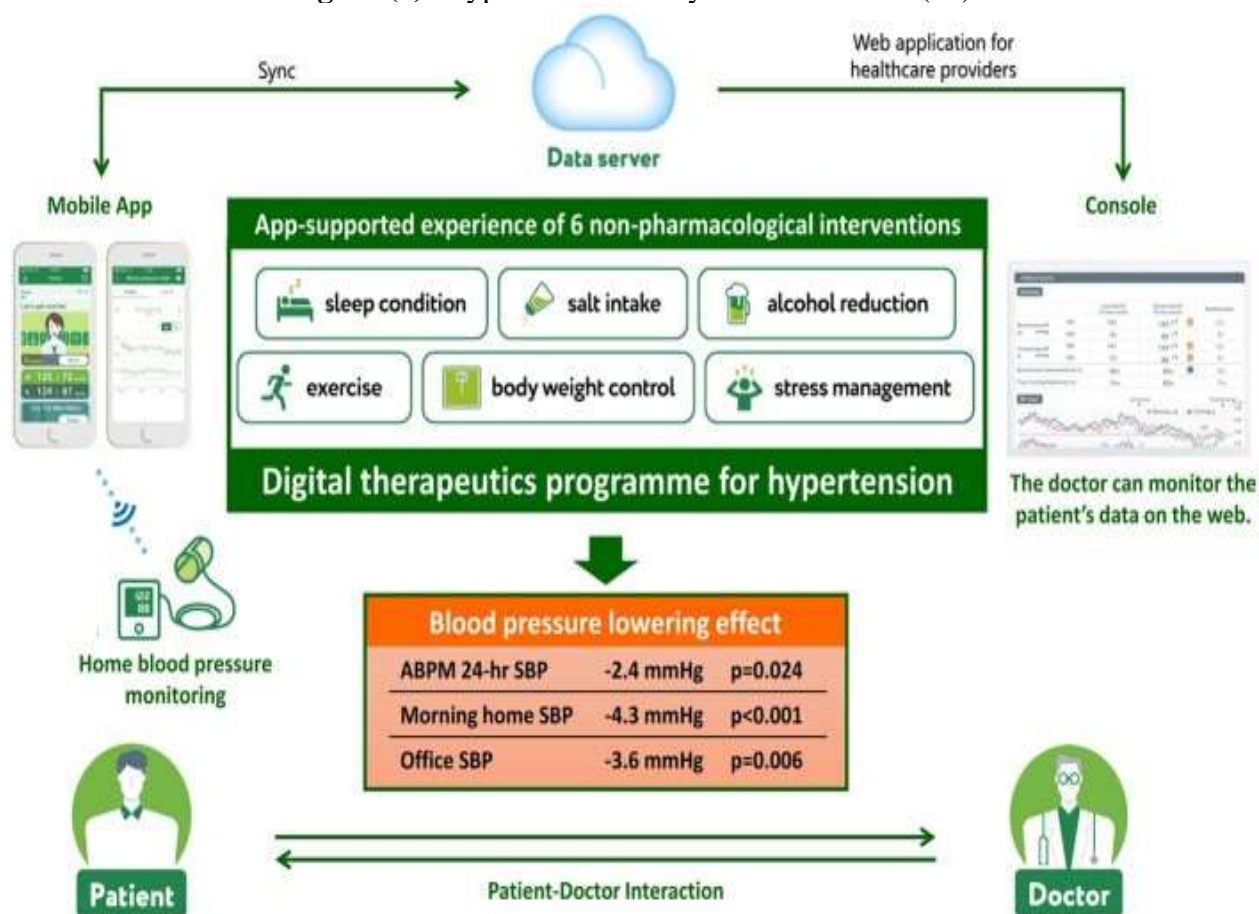 Sync
Web application for
healthcare providers
Data server
Mobile App
Console
App-supported experience of 6 non-pharmacological interventions
sleep condition
salt intake
alcohol reduction
exercise
body weight control
stress management
Digital therapeutics programme for hypertension
The doctor can monitor the
patient's data on the web.
Home blood pressure
monitoring
Blood pressure lowering effect
ABPM 24-hr SBP -2.4 mmHg p=0.024
Morning home SBP -4.3 mmHg p<0.001
Office SBP -3.6 mmHg p=0.006
Patient
Doctor
Patient-Doctor Interaction